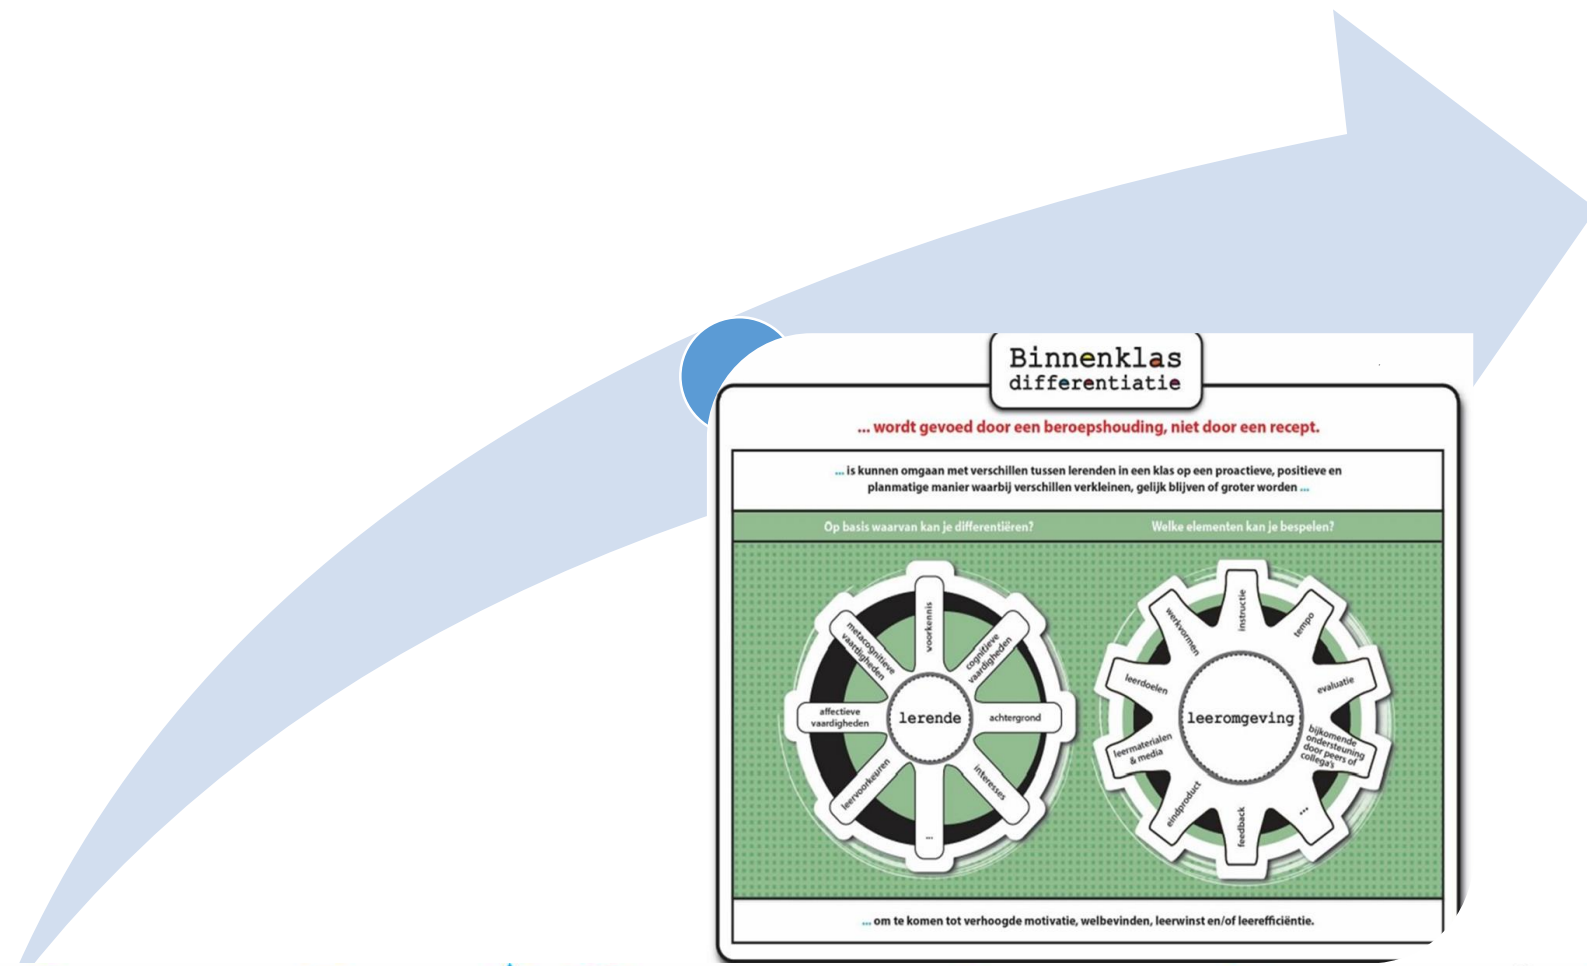 Binnenklas
differentiatie
... wordt gevoed door een beroepshouding, niet door een recept.
... is kunnen omgaan met verschillen tussen lerenden in een klas op een proactieve, positieve en
planmatige manier waarbij verschillen verkleinen, gelijk blijven of groter worden ...
Op basis waarvan kan je differentiëren?
Welke elementen kan je bespelen?
lerende
voorkennis
cognitieve
vaardigheden
achtergrond
interesses
...
leervoorkeuren
affectieve
vaardigheden
metacognitieve
vaardigheden
leeromgeving
instructie
tempo
evaluatie
bijkomende
ondersteuning
door peers of
collega's
...
feedback
eindproduct
leermaterialen
& media
leerdoelen
werkvormen
... om te komen tot verhoogde motivatie, welbevinden, leerwinst en/of leerefficiëntie.